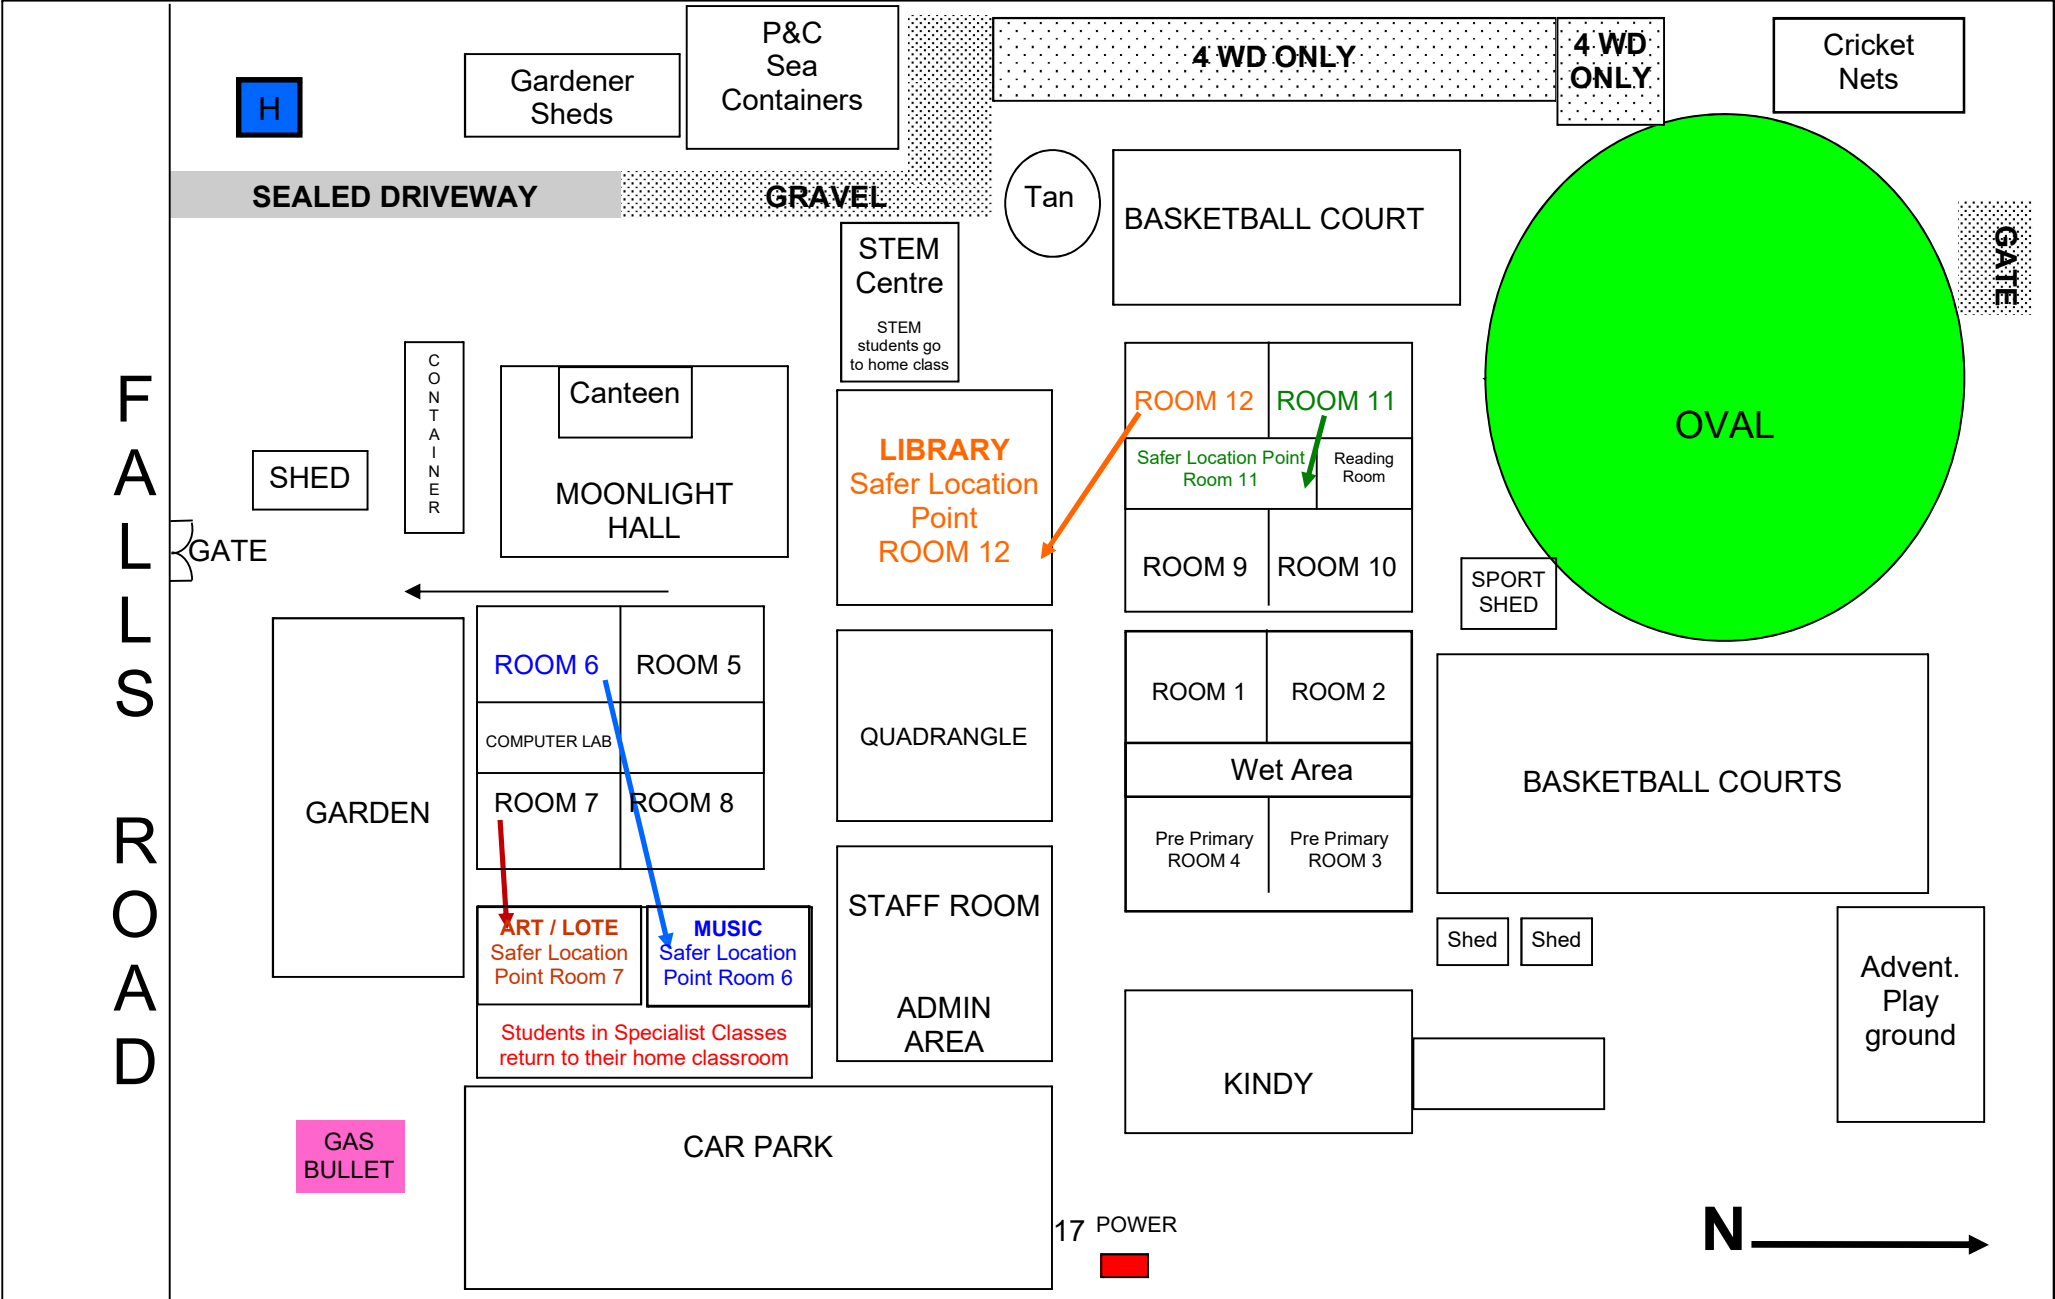 P&C
Sea
Containers
4 WD ONLY
4 WD
ONLY
Cricket
Nets
H
Gardener
Sheds
SEALED DRIVEWAY
GRAVEL
Tan
BASKETBALL COURT
GATE
STEM
Centre
STEM
students go
to home class
CONTAINER
Canteen
MOONLIGHT
HALL
SHED
GATE
FALLS ROAD
LIBRARY
Safer Location
Point
ROOM 12
ROOM 12
ROOM 11
Safer Location Point
Room 11
Reading
Room
ROOM 9
ROOM 10
OVAL
SPORT
SHED
ROOM 6
ROOM 5
COMPUTER LAB
ROOM 7
ROOM 8
GARDEN
QUADRANGLE
ROOM 1
ROOM 2
Wet Area
Pre Primary
ROOM 4
Pre Primary
ROOM 3
BASKETBALL COURTS
ART / LOTE
Safer Location
Point Room 7
MUSIC
Safer Location
Point Room 6
Students in Specialist Classes
return to their home classroom
STAFF ROOM
ADMIN
AREA
Shed
Shed
Advent.
Play
ground
KINDY
GAS
BULLET
CAR PARK
17
POWER
N